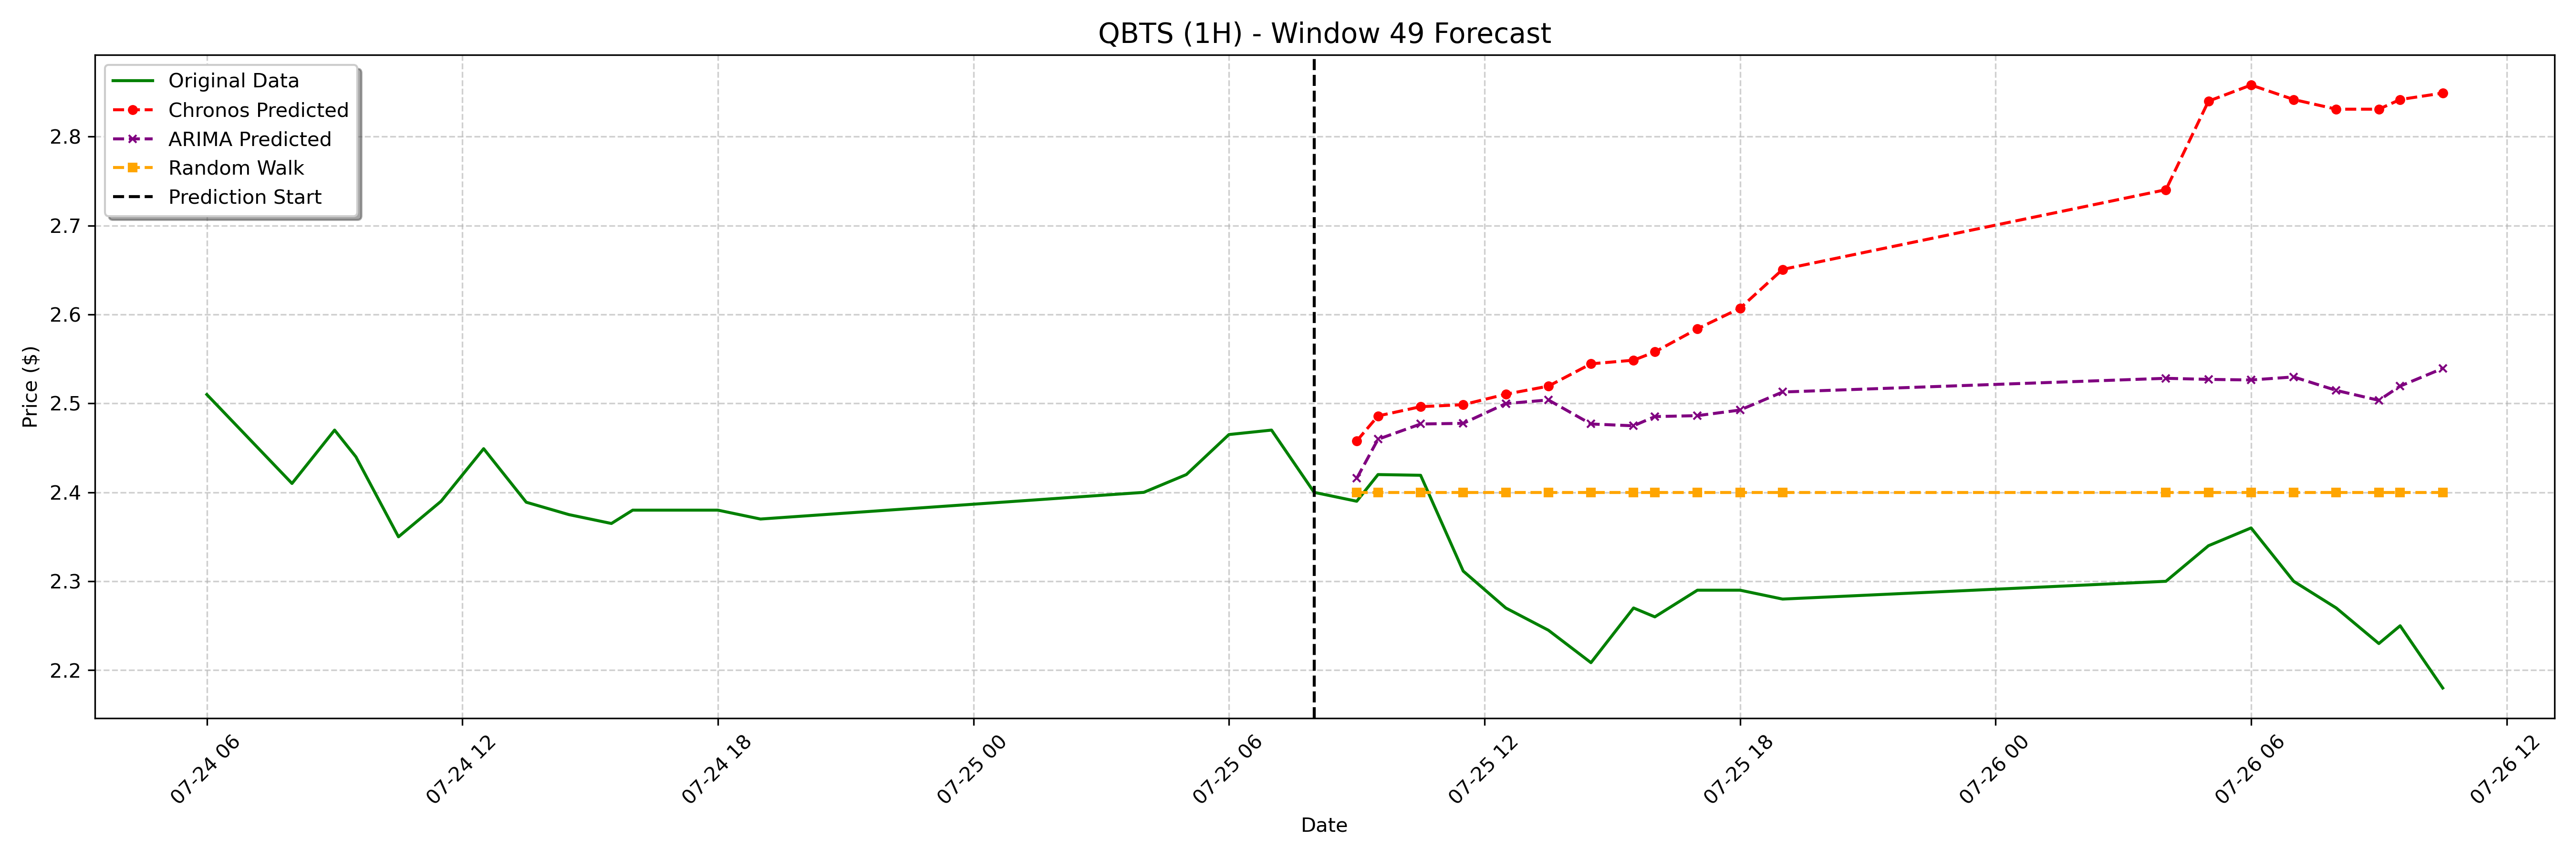 QBTS (1H) - Window 49 Forecast
Original Data
Chronos Predicted
ARIMA Predicted
Random Walk
Prediction Start
Price ($)
2.8
2.7
2.6
2.5
2.4
2.3
2.2
07-24 06
07-24 12
07-24 18
07-25 00
07-25 06
07-25 12
07-25 18
07-26 00
07-26 06
07-26 12
Date